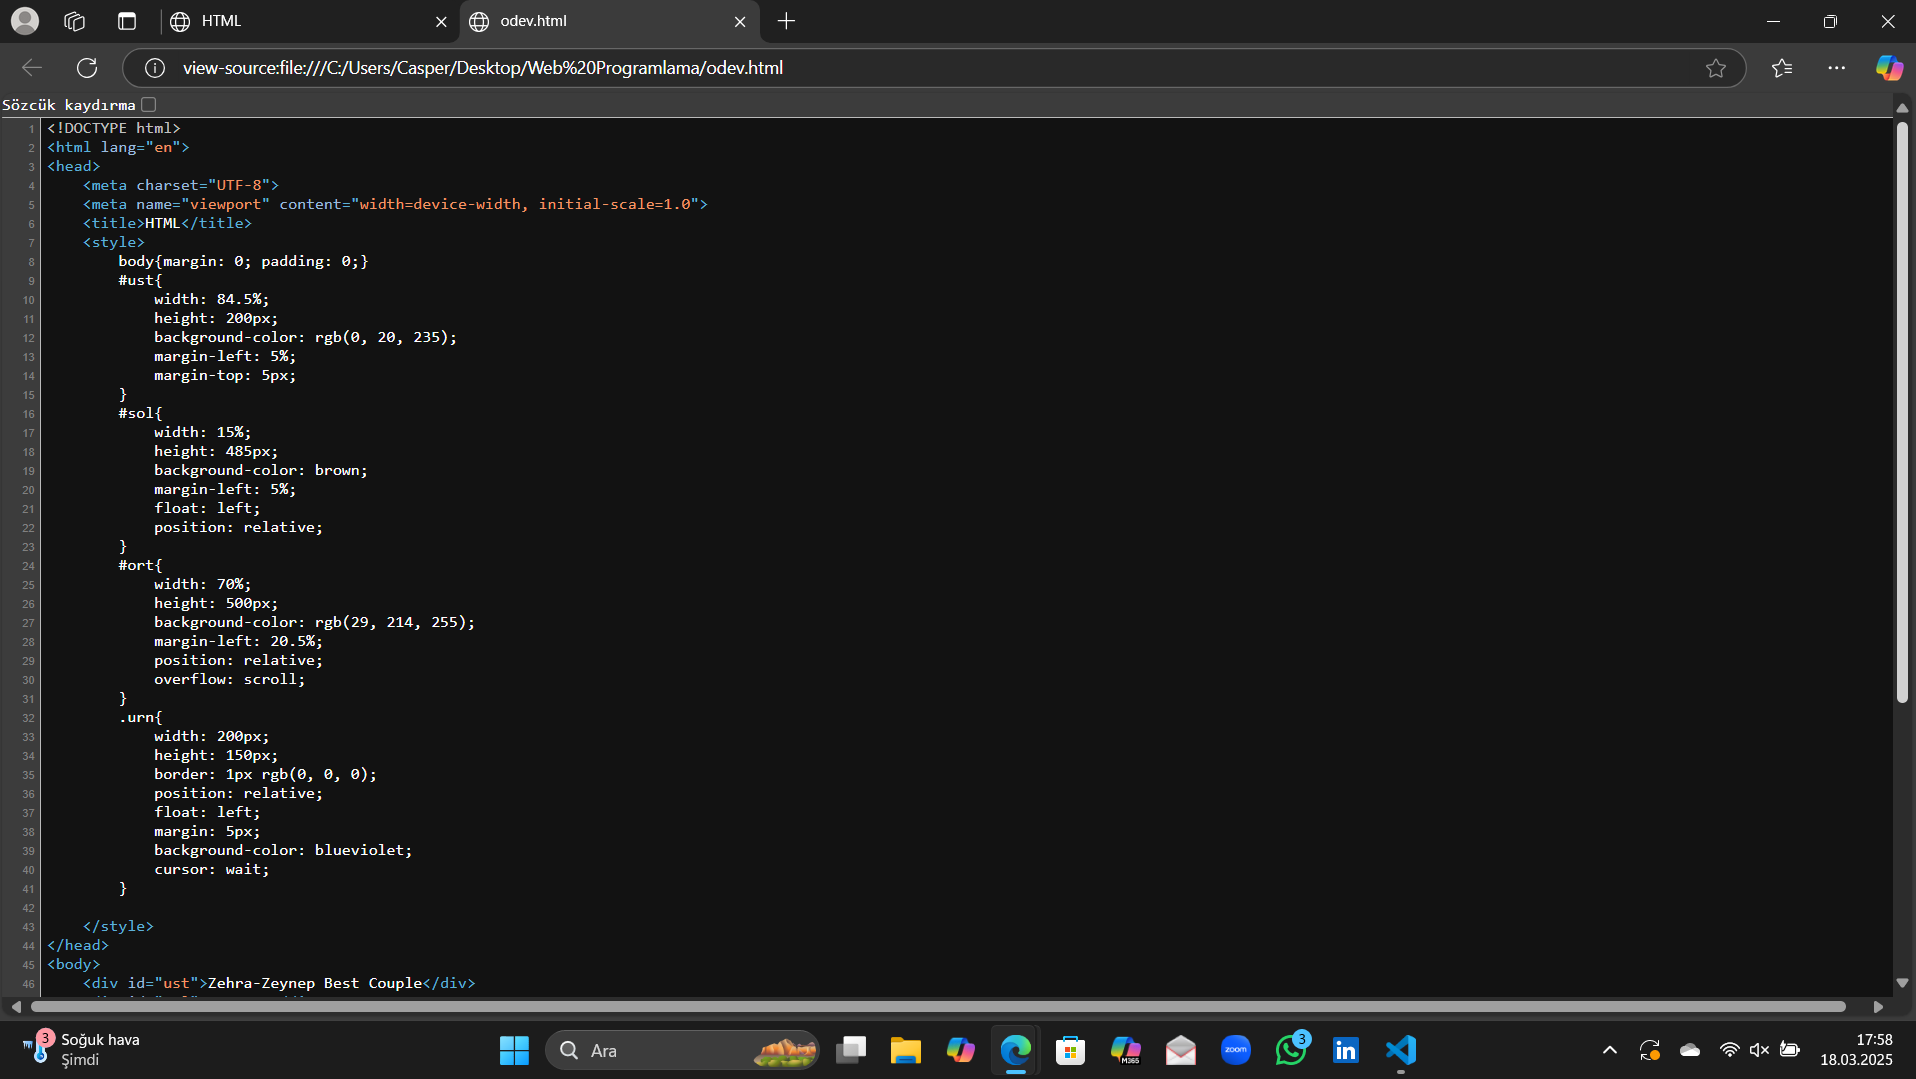 HTML
odev.html
view-source:file:///C:/Users/Casper/Desktop/Web%20Programlama/odev.html
Sözcük kaydırma
1 <!DOCTYPE html>
2 <html lang="en">
3 <head>
4 <meta charset="UTF-8">
5 <meta name="viewport" content="width=device-width, initial-scale=1.0">
6 <title>HTML</title>
7 <style>
8 body{margin: 0; padding: 0;}
9 #ust{
10 width: 84.5%;
11 height: 200px;
12 background-color: rgb(0, 20, 235);
13 margin-left: 5%;
14 margin-top: 5px;
15 }
16 #sol{
17 width: 15%;
18 height: 485px;
19 background-color: brown;
20 margin-left: 5%;
21 float: left;
22 position: relative;
23 }
24 #ort{
25 width: 70%;
26 height: 500px;
27 background-color: rgb(29, 214, 255);
28 margin-left: 20.5%;
29 position: relative;
30 overflow: scroll;
31 }
32 .urn{
33 width: 200px;
34 height: 150px;
35 border: 1px rgb(0, 0, 0);
36 position: relative;
37 float: left;
38 margin: 5px;
39 background-color: blueviolet;
40 cursor: wait;
41 }
42
43 </style>
44 </head>
45 <body>
46 <div id="ust">Zehra-Zeynep Best Couple</div>
3
Soğuk hava
Şimdi
Ara
M365
zoom
3
in
17:58
18.03.2025